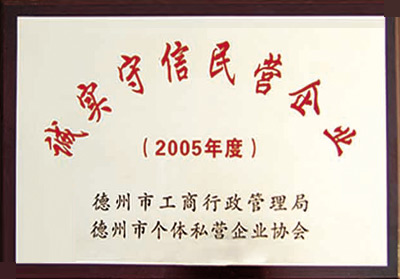 诚实守信民营企业
（2005年度）
德州市工商行政管理局
德州市个体私营企业协会